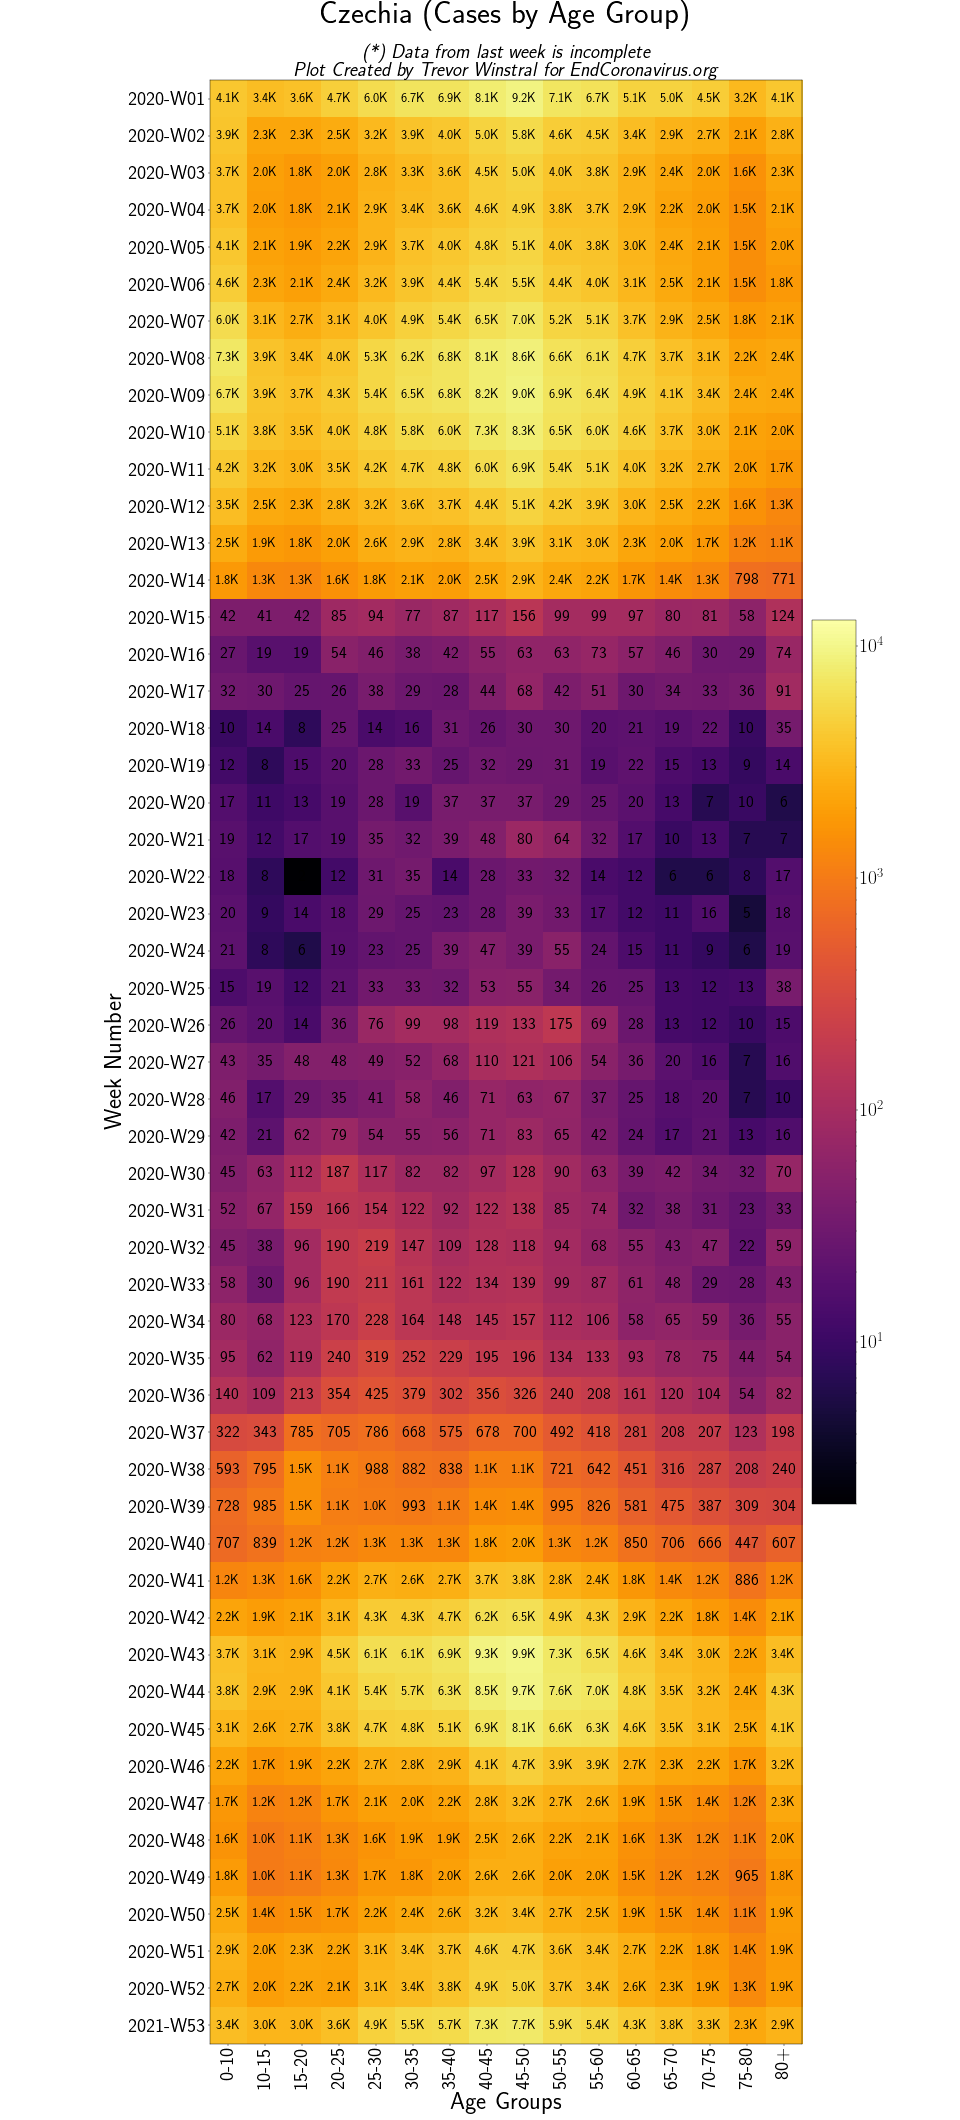 Czechia (Cases by Age Group)
(*) Data from last week is incomplete
Plot Created by Trevor Winstral for EndCoronavirus.org
2020-W01 4.1K 3.4K 3.6K 4.7K 6.0K 6.7K 6.9K 8.1K 9.2K 7.1K 6.7K 5.1K 5.0K 4.5K 3.2K 4.1K
2020-W02 3.9K 2.3K 2.3K 2.5K 3.2K 3.9K 4.0K 5.0K 5.8K 4.6K 4.5K 3.4K 2.9K 2.7K 2.1K 2.8K
2020-W03 3.7K 2.0K 1.8K 2.0K 2.8K 3.3K 3.6K 4.5K 5.0K 4.0K 3.8K 2.9K 2.4K 2.0K 1.6K 2.3K
2020-W04 3.7K 2.0K 1.8K 2.1K 2.9K 3.4K 3.6K 4.6K 4.9K 3.8K 3.7K 2.9K 2.2K 2.0K 1.5K 2.1K
2020-W05 4.1K 2.1K 1.9K 2.2K 2.9K 3.7K 4.0K 4.8K 5.1K 4.0K 3.8K 3.0K 2.4K 2.1K 1.5K 2.0K
2020-W06 4.6K 2.3K 2.1K 2.4K 3.2K 3.9K 4.4K 5.4K 5.5K 4.4K 4.0K 3.1K 2.5K 2.1K 1.5K 1.8K
2020-W07 6.0K 3.1K 2.7K 3.1K 4.0K 4.9K 5.4K 6.5K 7.0K 5.2K 5.1K 3.7K 2.9K 2.5K 1.8K 2.1K
2020-W08 7.3K 3.9K 3.4K 4.0K 5.3K 6.2K 6.8K 8.1K 8.6K 6.6K 6.1K 4.7K 3.7K 3.1K 2.2K 2.4K
2020-W09 6.7K 3.9K 3.7K 4.3K 5.4K 6.5K 6.8K 8.2K 9.0K 6.9K 6.4K 4.9K 4.1K 3.4K 2.4K 2.4K
2020-W10 5.1K 3.8K 3.5K 4.0K 4.8K 5.8K 6.0K 7.3K 8.3K 6.5K 6.0K 4.6K 3.7K 3.0K 2.1K 2.0K
2020-W11 4.2K 3.2K 3.0K 3.5K 4.2K 4.7K 4.8K 6.0K 6.9K 5.4K 5.1K 4.0K 3.2K 2.7K 2.0K 1.7K
2020-W12 3.5K 2.5K 2.3K 2.8K 3.2K 3.6K 3.7K 4.4K 5.1K 4.2K 3.9K 3.0K 2.5K 2.2K 1.6K 1.3K
2020-W13 2.5K 1.9K 1.8K 2.0K 2.6K 2.9K 2.8K 3.4K 3.9K 3.1K 3.0K 2.3K 2.0K 1.7K 1.2K 1.1K
2020-W14 1.8K 1.3K 1.3K 1.6K 1.8K 2.1K 2.0K 2.5K 2.9K 2.4K 2.2K 1.7K 1.4K 1.3K 798 771
2020-W15 42 41 42 85 94 77 87 117 156 99 99 97 80 81 58 124
2020-W16 27 19 19 54 46 38 42 55 63 63 73 57 46 30 29 74
2020-W17 32 30 25 26 38 29 28 44 68 42 51 30 34 33 36 91
2020-W18 10 14 8 25 14 16 31 26 30 30 20 21 19 22 10 35
2020-W19 12 8 15 20 28 33 25 32 29 31 19 22 15 13 9 14
2020-W20 17 11 13 19 28 19 37 37 37 29 25 20 13 7 10 6
2020-W21 19 12 17 19 35 32 39 48 80 64 32 17 10 13 7 7
2020-W22 18 8 12 31 35 14 28 33 32 14 12 6 6 8 17
2020-W23 20 9 14 18 29 25 23 28 39 33 17 12 11 16 5 18
2020-W24 21 8 6 19 23 25 39 47 39 55 24 15 11 9 6 19
2020-W25 15 19 12 21 33 33 32 53 55 34 26 25 13 12 13 38
2020-W26 26 20 14 36 76 99 98 119 133 175 69 28 13 12 10 15
2020-W27 43 35 48 48 49 52 68 110 121 106 54 36 20 16 7 16
2020-W28 46 17 29 35 41 58 46 71 63 67 37 25 18 20 7 10
2020-W29 42 21 62 79 54 55 56 71 83 65 42 24 17 21 13 16
2020-W30 45 63 112 187 117 82 82 97 128 90 63 39 42 34 32 70
2020-W31 52 67 159 166 154 122 92 122 138 85 74 32 38 31 23 33
2020-W32 45 38 96 190 219 147 109 128 118 94 68 55 43 47 22 59
2020-W33 58 30 96 190 211 161 122 134 139 99 87 61 48 29 28 43
2020-W34 80 68 123 170 228 164 148 145 157 112 106 58 65 59 36 55
2020-W35 95 62 119 240 319 252 229 195 196 134 133 93 78 75 44 54
2020-W36 140 109 213 354 425 379 302 356 326 240 208 161 120 104 54 82
2020-W37 322 343 785 705 786 668 575 678 700 492 418 281 208 207 123 198
2020-W38 593 795 1.5K 1.1K 988 882 838 1.1K 1.1K 721 642 451 316 287 208 240
2020-W39 728 985 1.5K 1.1K 1.0K 993 1.1K 1.4K 1.4K 995 826 581 475 387 309 304
2020-W40 707 839 1.2K 1.2K 1.3K 1.3K 1.3K 1.8K 2.0K 1.3K 1.2K 850 706 666 447 607
2020-W41 1.2K 1.3K 1.6K 2.2K 2.7K 2.6K 2.7K 3.7K 3.8K 2.8K 2.4K 1.8K 1.4K 1.2K 886 1.2K
2020-W42 2.2K 1.9K 2.1K 3.1K 4.3K 4.3K 4.7K 6.2K 6.5K 4.9K 4.3K 2.9K 2.2K 1.8K 1.4K 2.1K
2020-W43 3.7K 3.1K 2.9K 4.5K 6.1K 6.1K 6.9K 9.3K 9.9K 7.3K 6.5K 4.6K 3.4K 3.0K 2.2K 3.4K
2020-W44 3.8K 2.9K 2.9K 4.1K 5.4K 5.7K 6.3K 8.5K 9.7K 7.6K 7.0K 4.8K 3.5K 3.2K 2.4K 4.3K
2020-W45 3.1K 2.6K 2.7K 3.8K 4.7K 4.8K 5.1K 6.9K 8.1K 6.6K 6.3K 4.6K 3.5K 3.1K 2.5K 4.1K
2020-W46 2.2K 1.7K 1.9K 2.2K 2.7K 2.8K 2.9K 4.1K 4.7K 3.9K 3.9K 2.7K 2.3K 2.2K 1.7K 3.2K
2020-W47 1.7K 1.2K 1.2K 1.7K 2.1K 2.0K 2.2K 2.8K 3.2K 2.7K 2.6K 1.9K 1.5K 1.4K 1.2K 2.3K
2020-W48 1.6K 1.0K 1.1K 1.3K 1.6K 1.9K 1.9K 2.5K 2.6K 2.2K 2.1K 1.6K 1.3K 1.2K 1.1K 2.0K
2020-W49 1.8K 1.0K 1.1K 1.3K 1.7K 1.8K 2.0K 2.6K 2.6K 2.0K 2.0K 1.5K 1.2K 1.2K 965 1.8K
2020-W50 2.5K 1.4K 1.5K 1.7K 2.2K 2.4K 2.6K 3.2K 3.4K 2.7K 2.5K 1.9K 1.5K 1.4K 1.1K 1.9K
2020-W51 2.9K 2.0K 2.3K 2.2K 3.1K 3.4K 3.7K 4.6K 4.7K 3.6K 3.4K 2.7K 2.2K 1.8K 1.4K 1.9K
2020-W52 2.7K 2.0K 2.2K 2.1K 3.1K 3.4K 3.8K 4.9K 5.0K 3.7K 3.4K 2.6K 2.3K 1.9K 1.3K 1.9K
2021-W53 3.4K 3.0K 3.0K 3.6K 4.9K 5.5K 5.7K 7.3K 7.7K 5.9K 5.4K 4.3K 3.8K 3.3K 2.3K 2.9K
0-10 10-15 15-20 20-25 25-30 30-35 35-40 40-45 45-50 50-55 55-60 60-65 65-70 70-75 75-80 80+
Age Groups
Week Number
10⁴
10³
10²
10¹